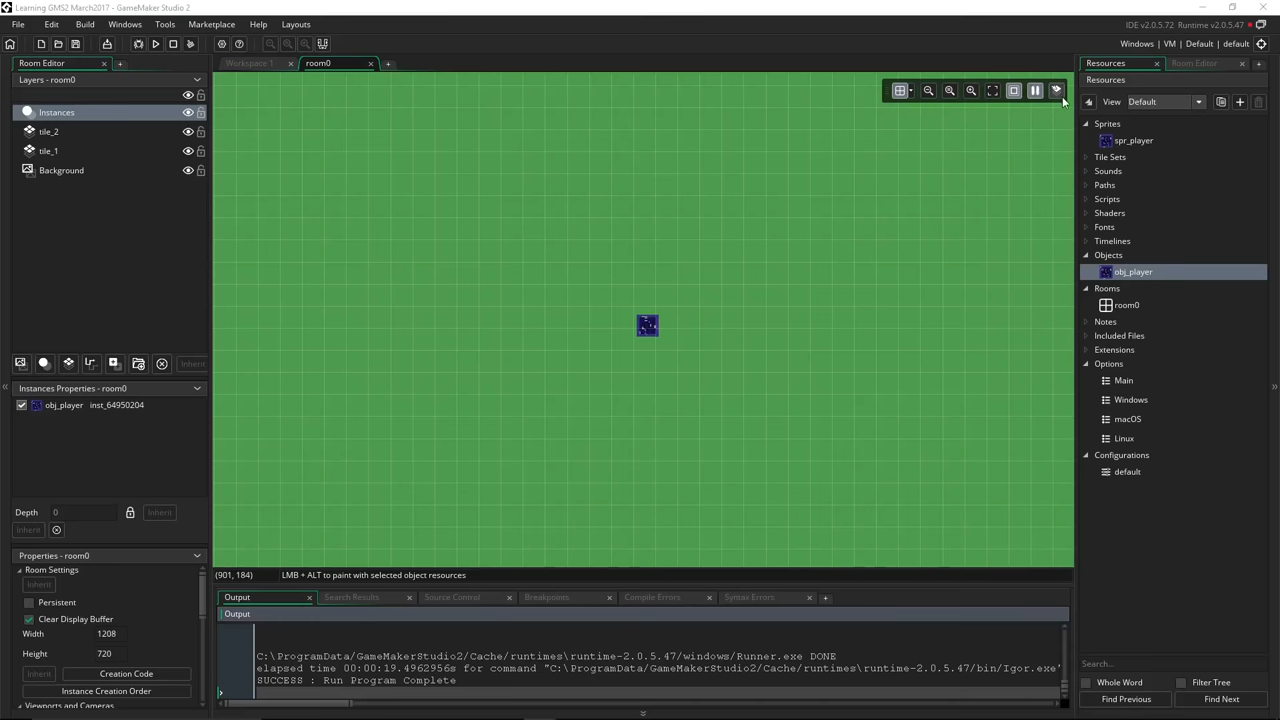 Learning GMS2 March2017 - GameMaker Studio 2
File Edit Build Windows Tools Marketplace Help Layouts
IDE v2.0.5.72 Runtime v2.0.5.47
Windows | VM | Default | default
Room Editor
Layers - room0
Instances
tile_2
tile_1
Background
Inherit
Instances Properties - room0
obj_player inst_64950204
Depth 0 Inherit
Inherit
Properties - room0
Room Settings
Inherit
Persistent
Clear Display Buffer
Width 1208
Height 720
Inherit Creation Code
Instance Creation Order
Viewports and Cameras
Workspace 1 room0
(901, 184) LMB + ALT to paint with selected object resources
Output Search Results Source Control Breakpoints Compile Errors Syntax Errors
Output
C:\ProgramData/GameMakerStudio2/Cache/runtimes\runtime-2.0.5.47/windows/Runner.exe DONE
elapsed time 00:00:19.4962956s for command "C:\ProgramData/GameMakerStudio2/Cache/runtimes\runtime-2.0.5.47/bin/Igor.exe"
SUCCESS : Run Program Complete
Resources Room Editor
Resources
View Default
Sprites
spr_player
Tile Sets
Sounds
Paths
Scripts
Shaders
Fonts
Timelines
Objects
obj_player
Rooms
room0
Notes
Included Files
Extensions
Options
Main
Windows
macOS
Linux
Configurations
default
Search...
Whole Word Filter Tree
Find Previous Find Next